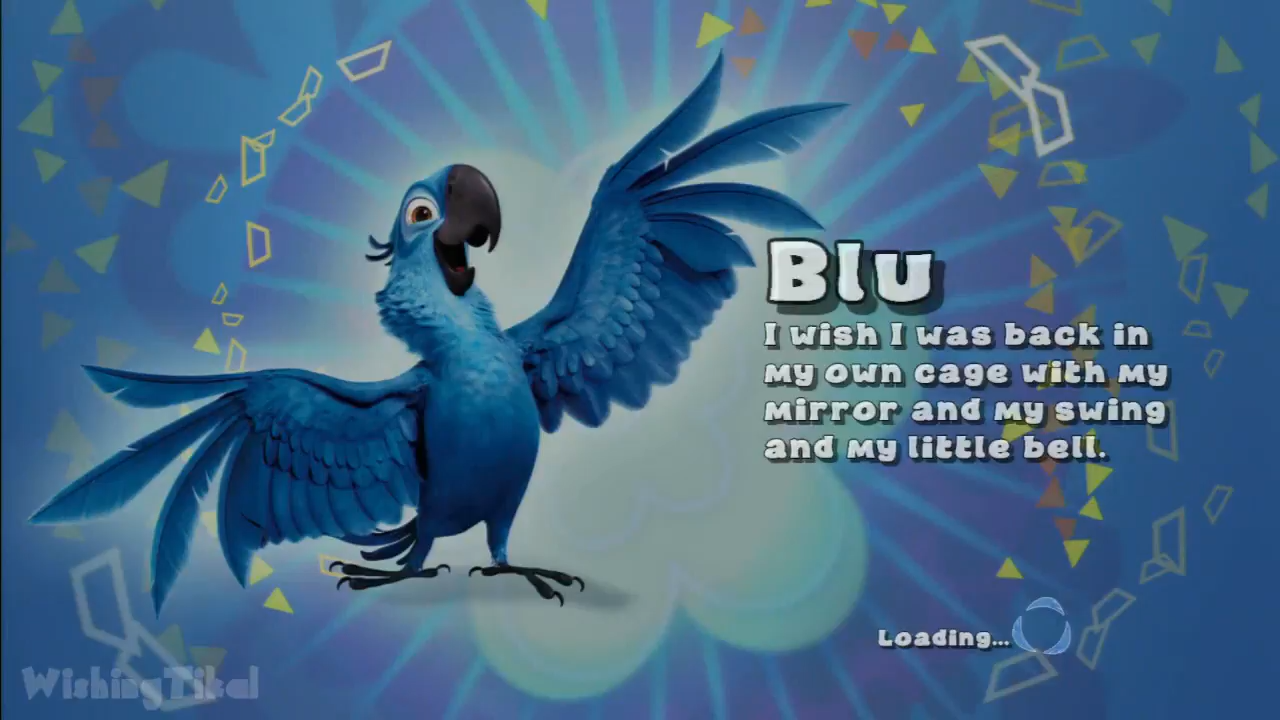 Blu
I wish I was back in
my own cage with my
mirror and my swing
and my little bell.
Loading...
WishingTikal